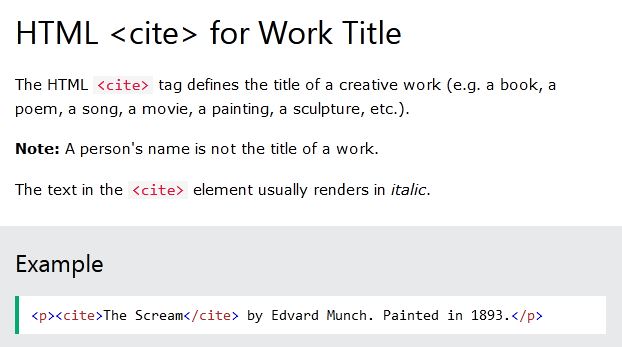 HTML <cite> for Work Title
The HTML <cite> tag defines the title of a creative work (e.g. a book, a
poem, a song, a movie, a painting, a sculpture, etc.).
Note: A person's name is not the title of a work.
The text in the <cite> element usually renders in italic.
Example
<p><cite>The Scream</cite> by Edvard Munch. Painted in 1893.</p>